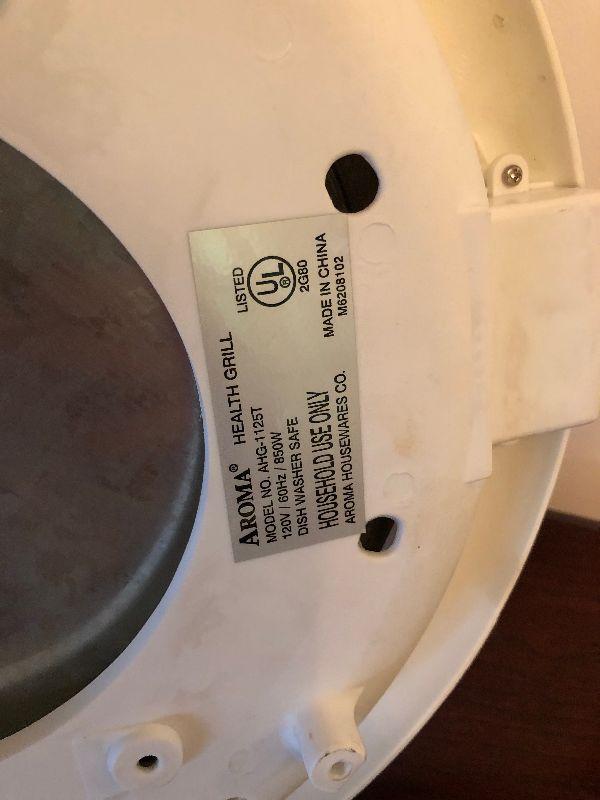 AROMA® HEALTH GRILL
MODEL NO. AHG-1125T
120V / 60Hz / 850W
DISH WASHER SAFE
HOUSEHOLD USE ONLY
AROMA HOUSEWARES CO.
LISTED
UL®
2G80
MADE IN CHINA
M6208102